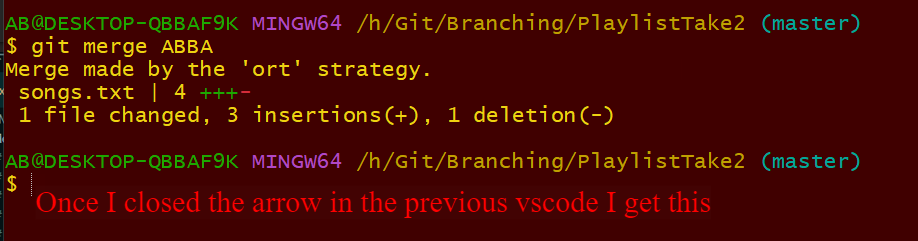 AB@DESKTOP-QBBAF9K MINGW64 /h/Git/Branching/PlaylistTake2 (master)
$ git merge ABBA
Merge made by the 'ort' strategy.
 songs.txt | 4 +++-
 1 file changed, 3 insertions(+), 1 deletion(-)
AB@DESKTOP-QBBAF9K MINGW64 /h/Git/Branching/PlaylistTake2 (master)
$
Once I closed the arrow in the previous vscode I get this